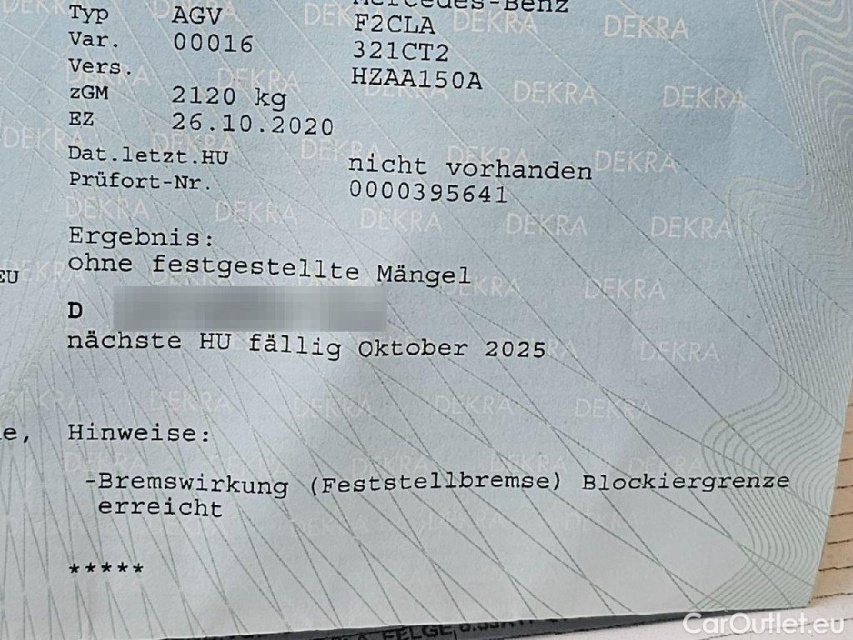 Mercedes-Benz
Typ AGV F2CLA
Var. 00016 321CT2
Vers. HZAA150A
zGM 2120 kg
EZ 26.10.2020
Dat.letzt.HU nicht vorhanden
Prüfort-Nr. 0000395641
Ergebnis:
EU ohne festgestellte Mängel
D
nächste HU fällig Oktober 2025
e, Hinweise:
-Bremswirkung (Feststellbremse) Blockiergrenze
erreicht
*****
DEKRA
CarOutlet.eu